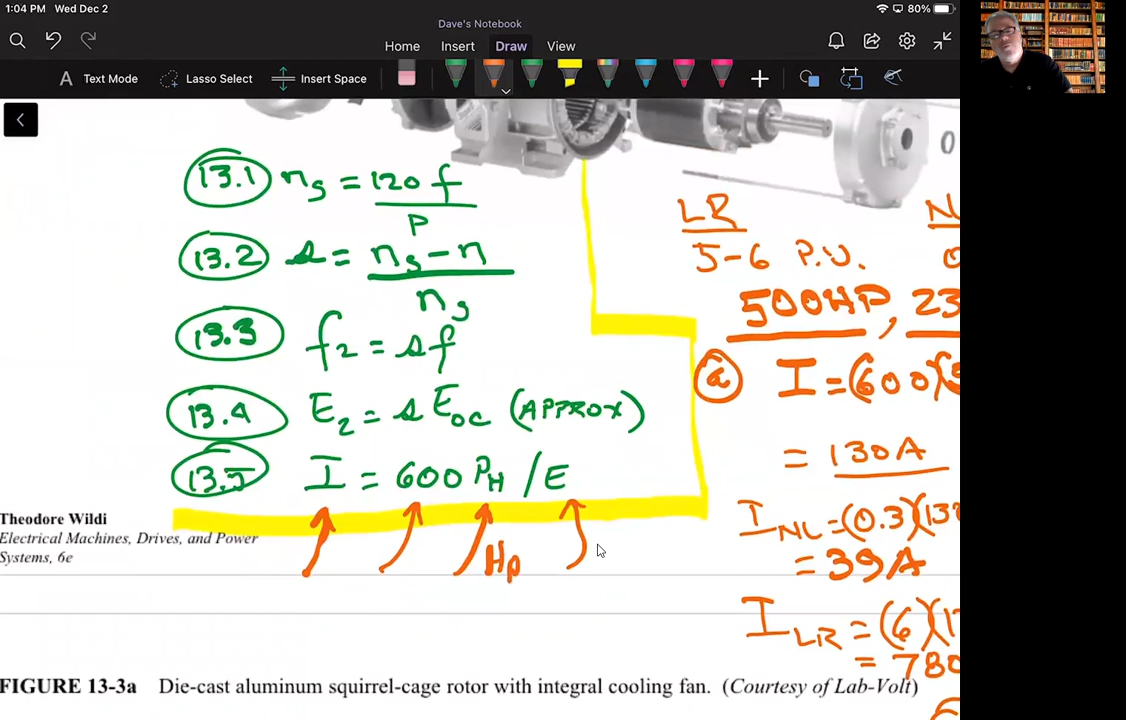 1:04 PM Wed Dec 2
80%
Dave's Notebook
Home Insert Draw View
Text Mode Lasso Select Insert Space
0
13.1 ns = 120 f
P
13.2 s = ns - n
ns
13.3 f2 = s f
13.4 E2 = s EOC (APPROX)
13.5 I = 600 PH / E
HP
Theodore Wildi
Electrical Machines, Drives, and Power
Systems, 6e
LR
5-6 P.U.
500HP, 23
a I = (600)(
= 130A
INL = (0.3)(13
= 39A
ILR = (6)(1
= 780
FIGURE 13-3a Die-cast aluminum squirrel-cage rotor with integral cooling fan. (Courtesy of Lab-Volt)